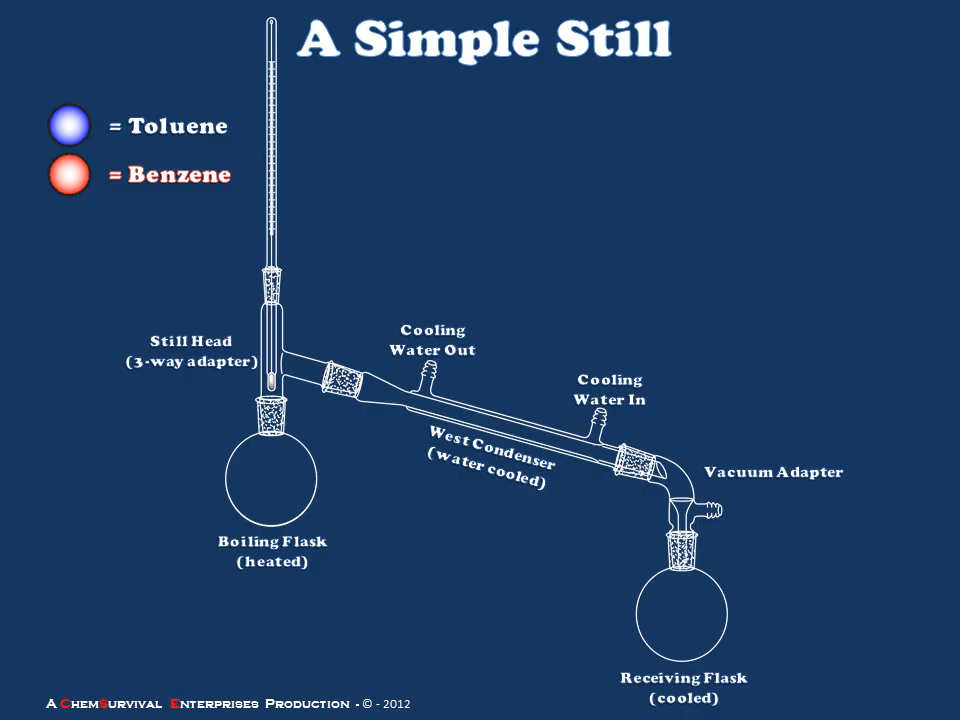 A Simple Still
= Toluene
= Benzene
Still Head
(3-way adapter)
Cooling
Water Out
Cooling
Water In
West Condenser
(water cooled)
Vacuum Adapter
Boiling Flask
(heated)
Receiving Flask
(cooled)
A ChemSurvival Enterprises Production - © - 2012